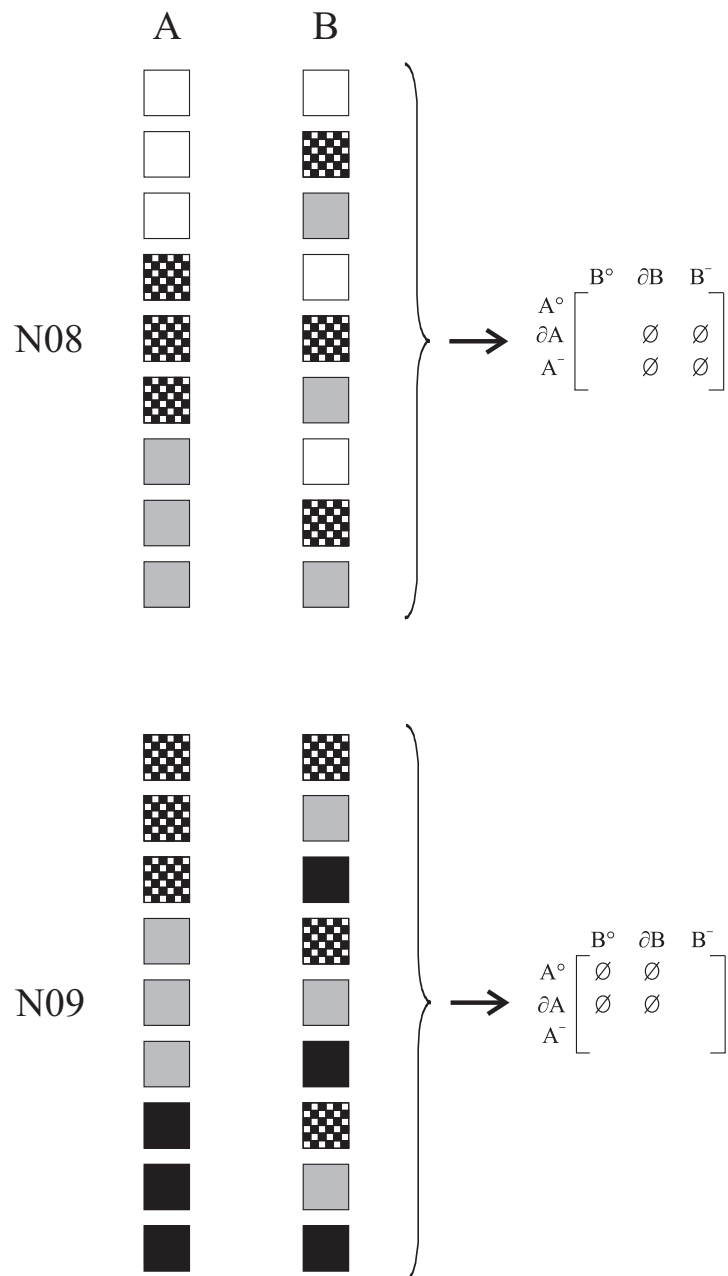 A B
N08
B° ∂B B⁻
A°
∂A ∅ ∅
A⁻ ∅ ∅
N09
B° ∂B B⁻
A° ∅ ∅
∂A ∅ ∅
A⁻